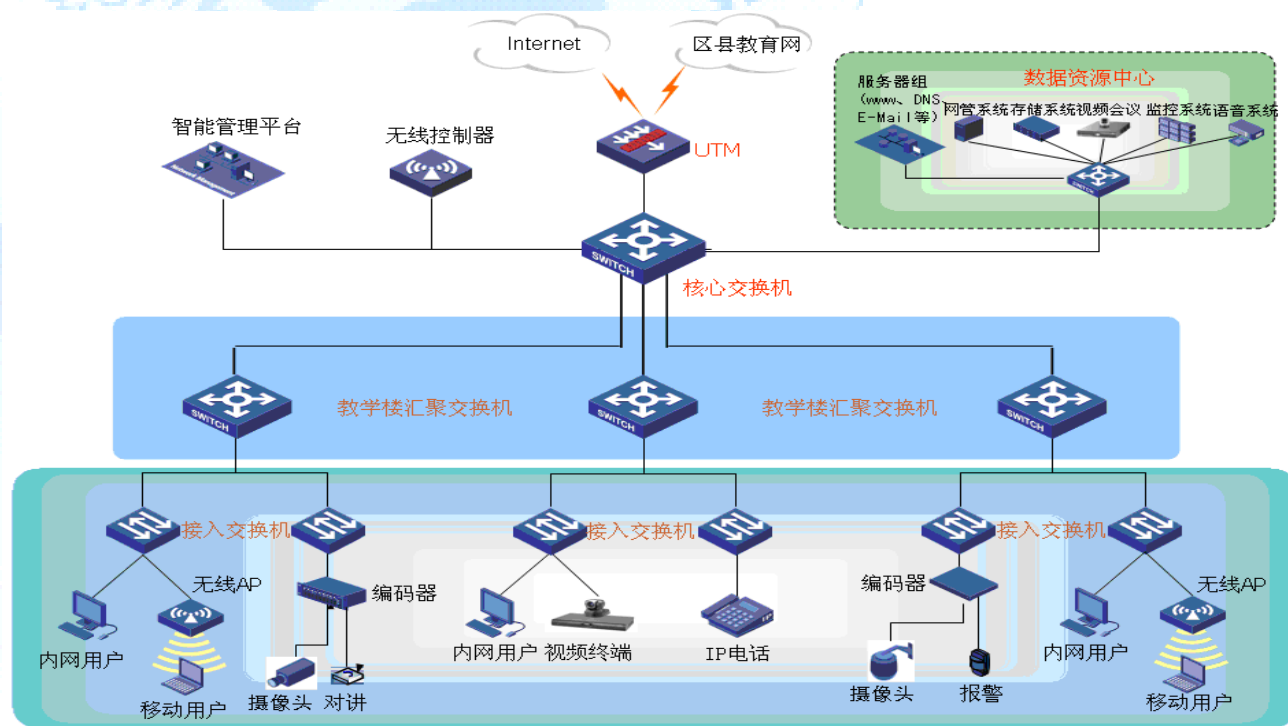 Internet
区县教育网
数据资源中心
服务器组
(www、DNS、
E-Mail等)
网管系统
存储系统
视频会议
监控系统
语音系统
智能管理平台
Network Management
无线控制器
UTM
SWITCH
SWITCH
核心交换机
SWITCH
教学楼汇聚交换机
SWITCH
教学楼汇聚交换机
SWITCH
接入交换机
接入交换机
接入交换机
无线AP
编码器
编码器
无线AP
IP
内网用户
移动用户
摄像头
对讲
内网用户
视频终端
IP电话
摄像头
报警
内网用户
移动用户